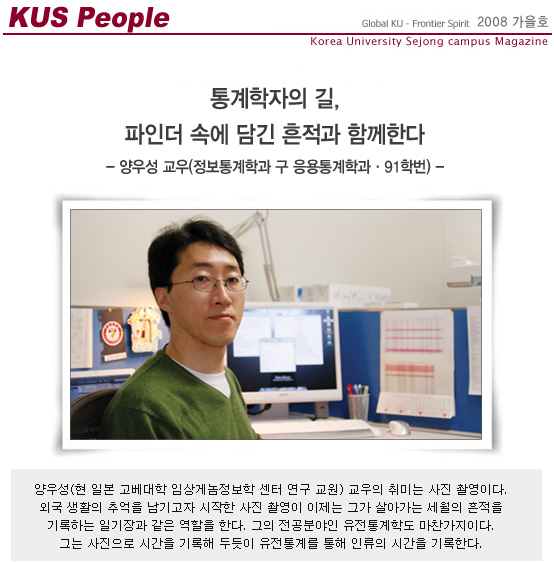 KUS People
Global KU - Frontier Spirit 2008 가을호
Korea University Sejong campus Magazine
통계학자의 길,
파인더 속에 담긴 흔적과 함께한다
- 양우성 교우(정보통계학과 구 응용통계학과 · 91학번) -
양우성(현 일본 고베대학 임상게놈정보학 센터 연구 교원) 교우의 취미는 사진 촬영이다.
외국 생활의 추억을 남기고자 시작한 사진 촬영이 이제는 그가 살아가는 세월의 흔적을
기록하는 일기장과 같은 역할을 한다. 그의 전공분야인 유전통계학도 마찬가지이다.
그는 사진으로 시간을 기록해 두듯이 유전통계를 통해 인류의 시간을 기록한다.